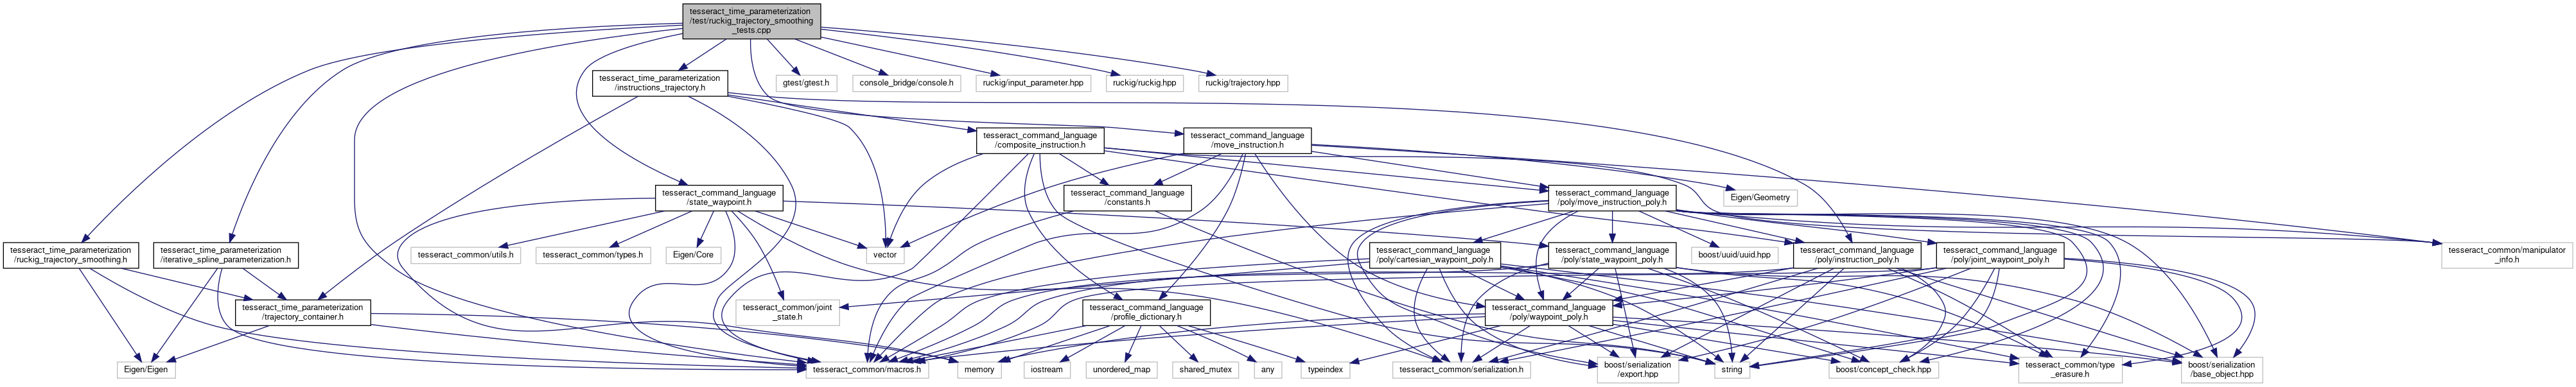 tesseract_time_parameterization
/test/ruckig_trajectory_smoothing
_tests.cpp
tesseract_time_parameterization
/instructions_trajectory.h
gtest/gtest.h
console_bridge/console.h
ruckig/input_parameter.hpp
ruckig/ruckig.hpp
ruckig/trajectory.hpp
tesseract_command_language
/composite_instruction.h
tesseract_command_language
/move_instruction.h
tesseract_command_language
/state_waypoint.h
tesseract_command_language
/constants.h
tesseract_command_language
/poly/move_instruction_poly.h
Eigen/Geometry
tesseract_time_parameterization
/ruckig_trajectory_smoothing.h
tesseract_time_parameterization
/iterative_spline_parameterization.h
tesseract_common/utils.h
tesseract_common/types.h
Eigen/Core
vector
tesseract_command_language
/poly/cartesian_waypoint_poly.h
tesseract_command_language
/poly/state_waypoint_poly.h
boost/uuid/uuid.hpp
tesseract_command_language
/poly/instruction_poly.h
tesseract_command_language
/poly/joint_waypoint_poly.h
tesseract_common/manipulator
_info.h
tesseract_time_parameterization
/trajectory_container.h
tesseract_common/joint
_state.h
tesseract_command_language
/profile_dictionary.h
tesseract_command_language
/poly/waypoint_poly.h
Eigen/Eigen
tesseract_common/macros.h
memory
iostream
unordered_map
shared_mutex
any
typeindex
tesseract_common/serialization.h
boost/serialization
/export.hpp
string
boost/concept_check.hpp
tesseract_common/type
_erasure.h
boost/serialization
/base_object.hpp